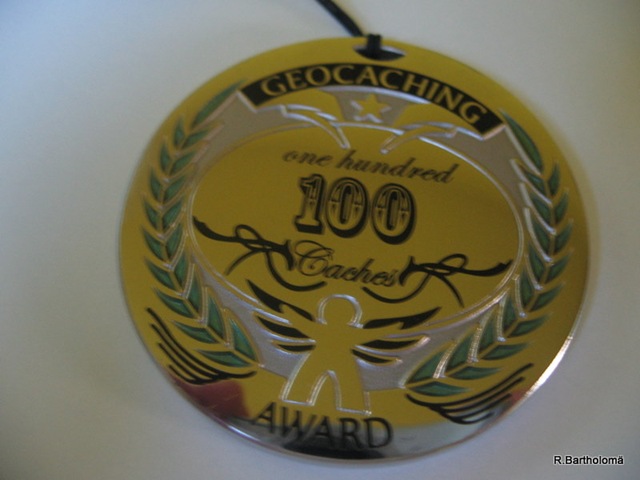 GEOCACHING
one hundred
100
Caches
AWARD
R.Bartholomä